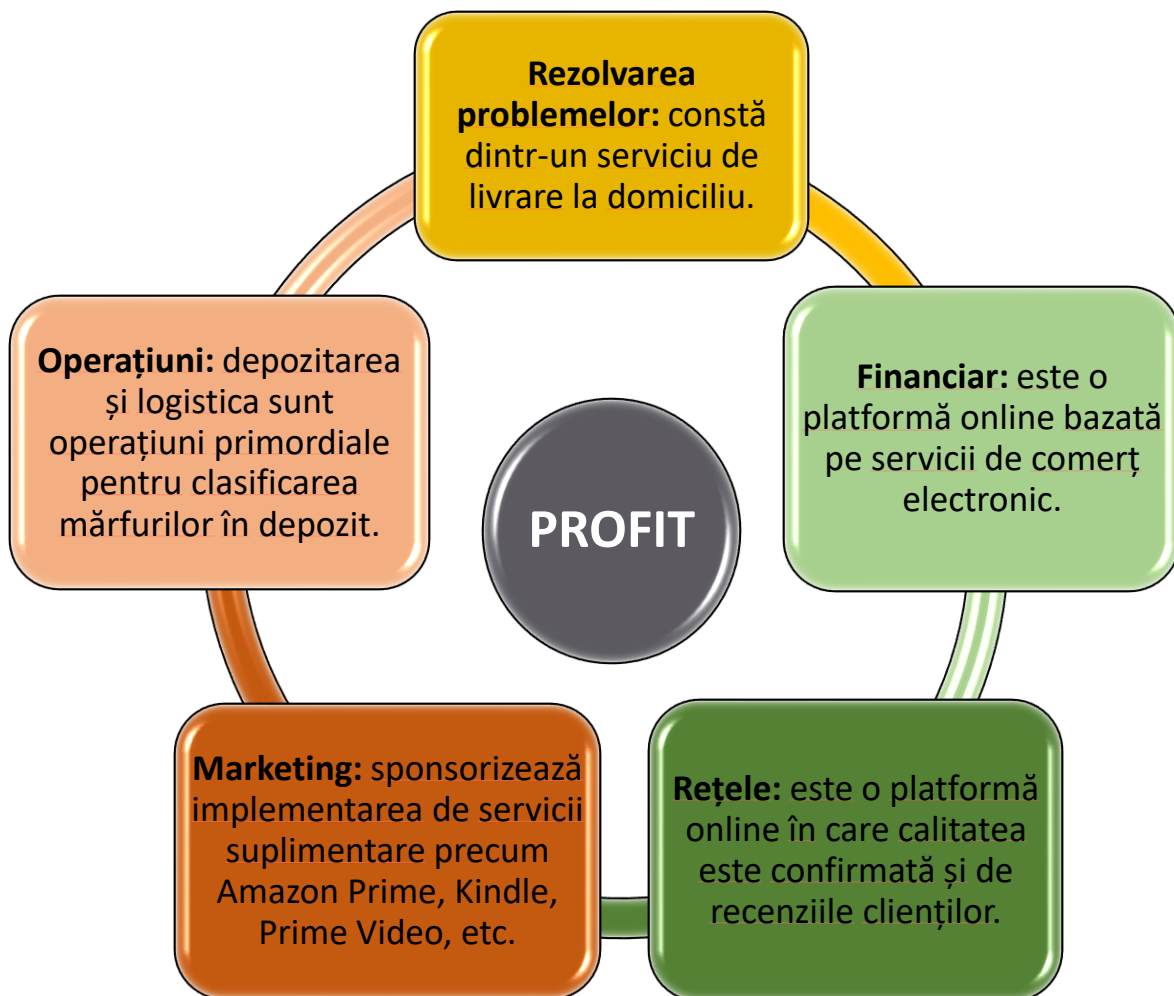 Rezolvarea
problemelor: constă
dintr-un serviciu de
livrare la domiciliu.
Financiar: este o
platformă online bazată
pe servicii de comerț
electronic.
Rețele: este o platformă
online în care calitatea
este confirmată și de
recenziile clienților.
Marketing: sponsorizează
implementarea de servicii
suplimentare precum
Amazon Prime, Kindle,
Prime Video, etc.
Operațiuni: depozitarea
și logistica sunt
operațiuni primordiale
pentru clasificarea
mărfurilor în depozit.
PROFIT